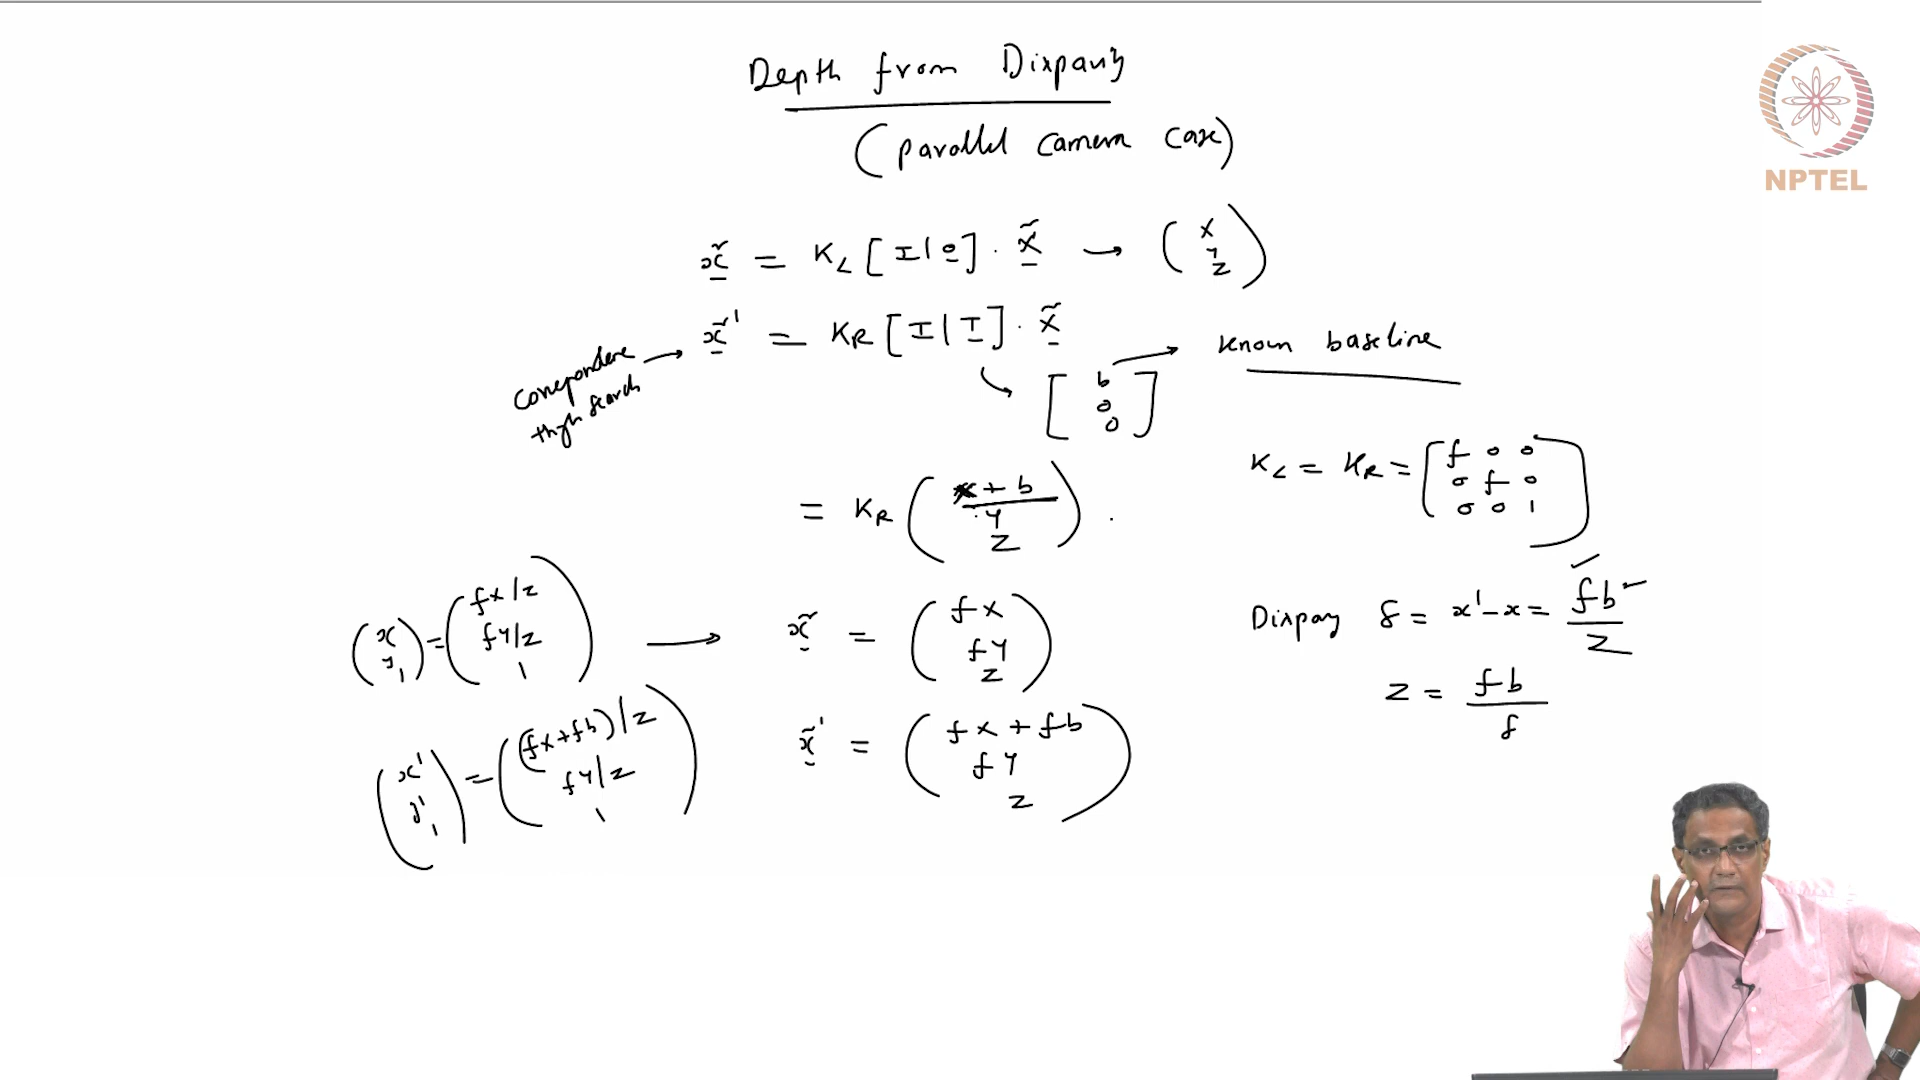 Depth from Disparity
(parallel camera case)
x̃ = K_L [I | 0] · X̃ → (X Y Z)
x̃' = K_R [I | T] · X̃
correspondence through search
[b 0 0] → known baseline
K_L = K_R = [f 0 0
0 f 0
0 0 1]
= K_R (X + b
Y
Z)
(x y 1) = (fX/Z
fY/Z
1) → x̃ = (fX
fY
Z)
Disparity δ = x' - x = fb/Z
Z = fb/δ
(x' y' 1) = ((fX+fb)/Z
fY/Z
1)
x̃' = (fX + fb
fY
Z)
NPTEL